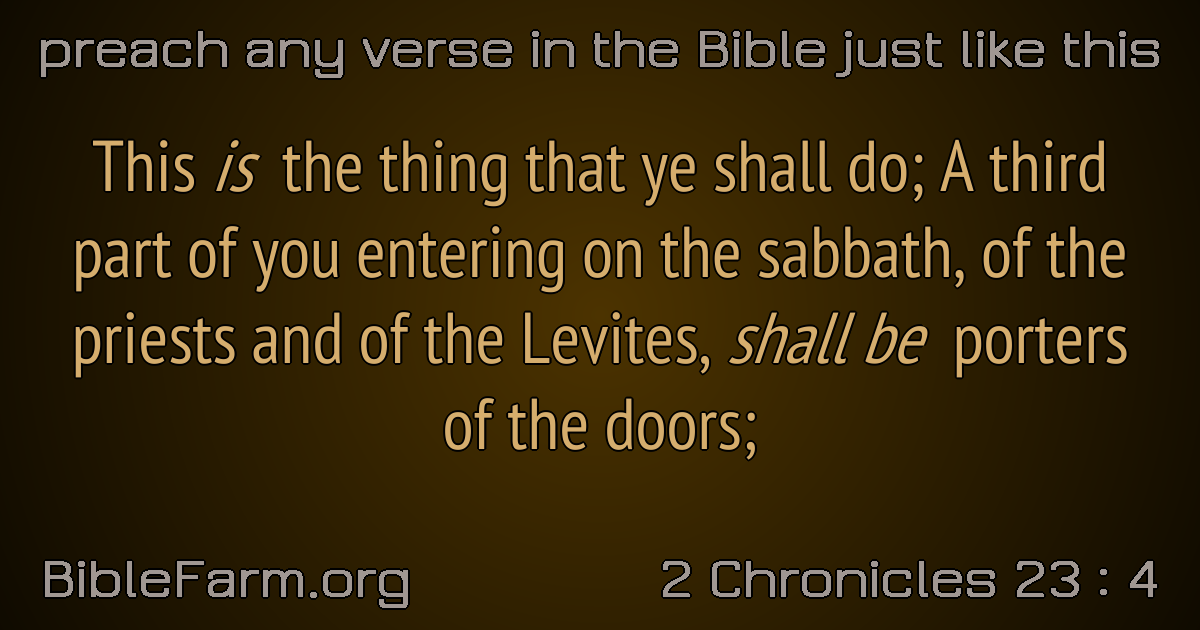 preach any verse in the Bible just like this
This is the thing that ye shall do; A third
part of you entering on the sabbath, of the
priests and of the Levites, shall be porters
of the doors;
BibleFarm.org
2 Chronicles 23 : 4